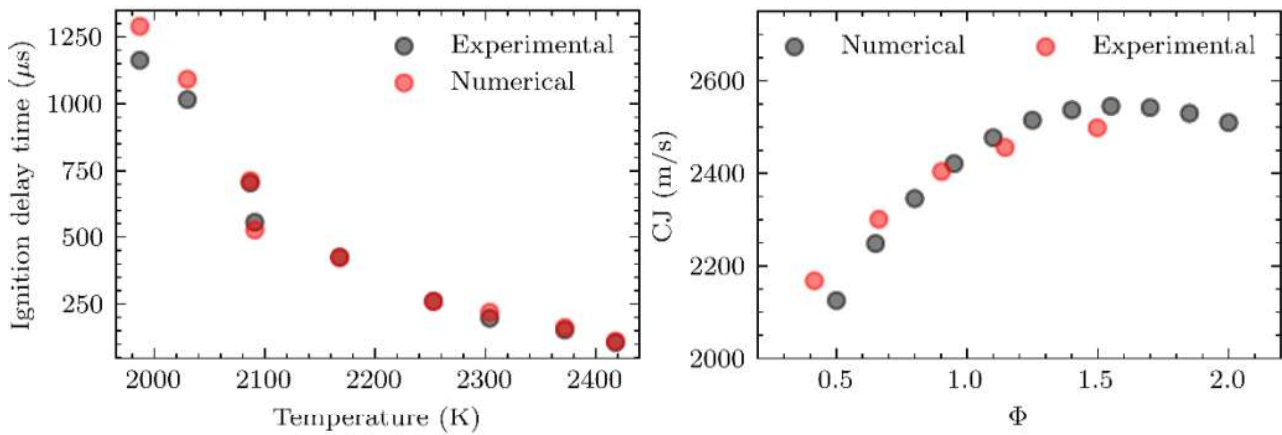 Ignition delay time (μs)
1250
1000
750
500
250
2000 2100 2200 2300 2400
Temperature (K)
Experimental
Numerical
CJ (m/s)
2600
2400
2200
2000
0.5 1.0 1.5 2.0
Φ
Numerical Experimental